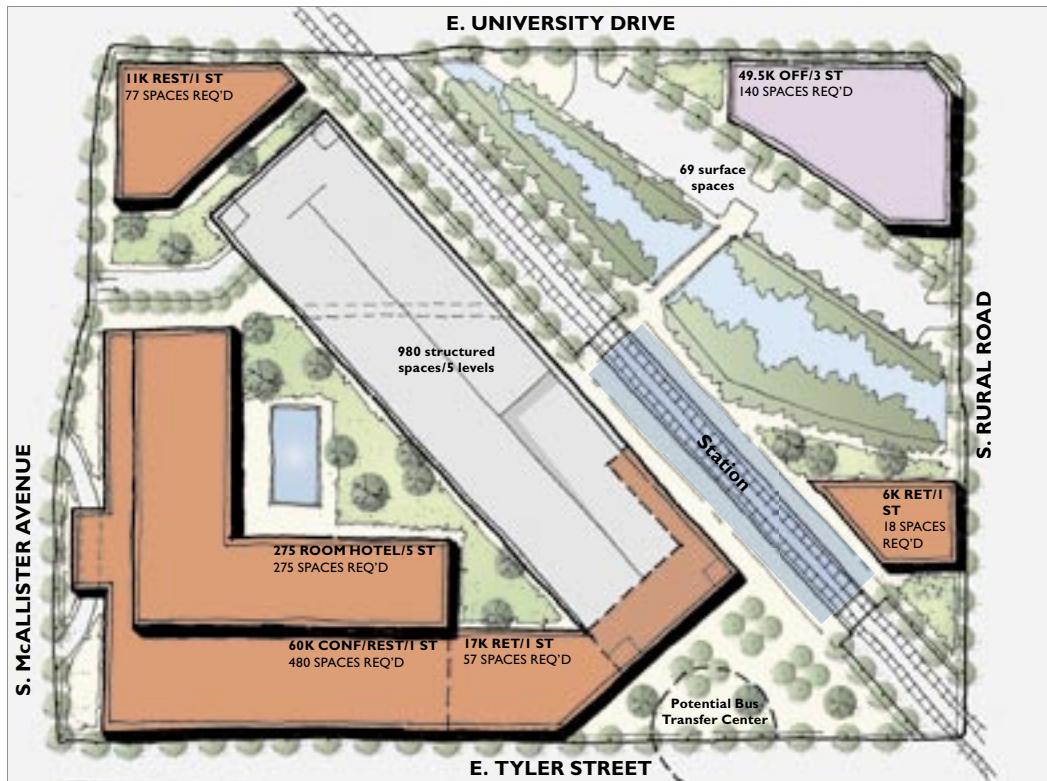 E. UNIVERSITY DRIVE
11K REST/1 ST
77 SPACES REQ'D
49.5K OFF/3 ST
140 SPACES REQ'D
69 surface
spaces
980 structured
spaces/5 levels
S. RURAL ROAD
Station
S. McALLISTER AVENUE
6K RET/1
ST
18 SPACES
REQ'D
275 ROOM HOTEL/5 ST
275 SPACES REQ'D
60K CONF/REST/1 ST
480 SPACES REQ'D
17K RET/1 ST
57 SPACES REQ'D
Potential Bus
Transfer Center
E. TYLER STREET